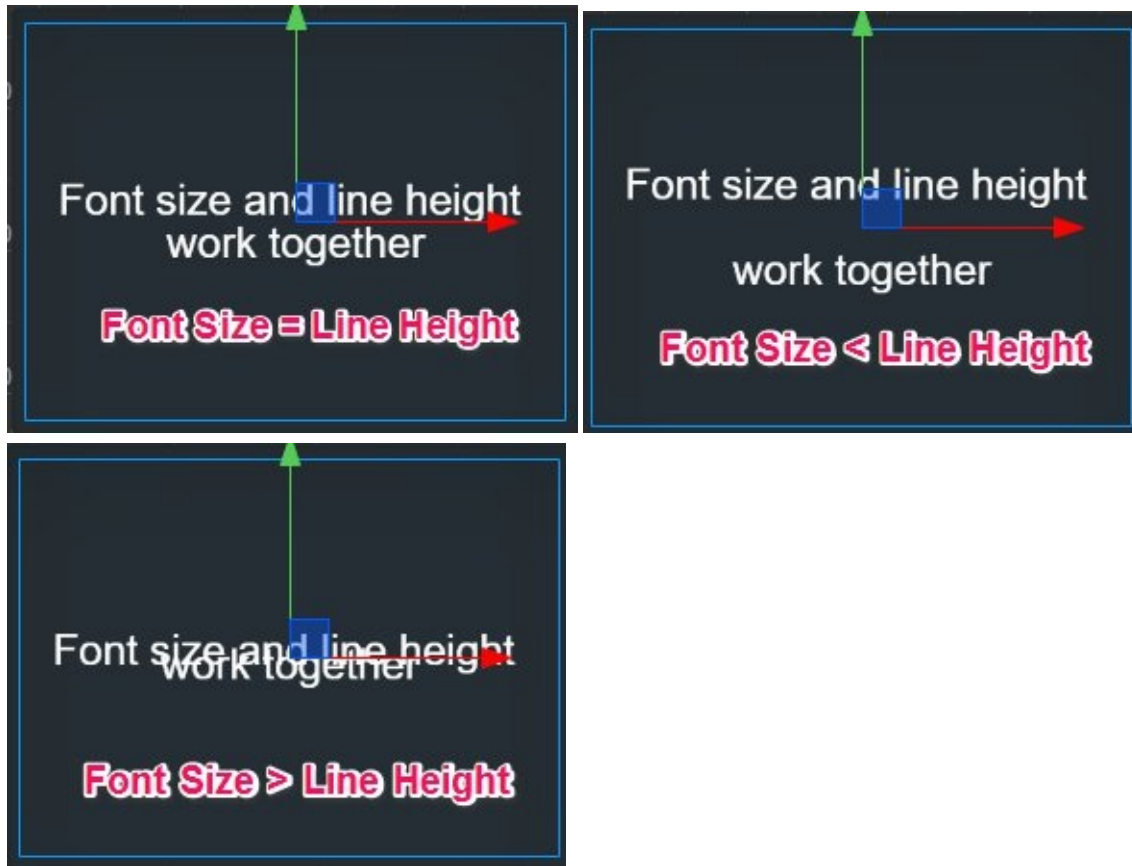 Font size and line height
work together
Font Size = Line Height
Font size and line height
work together
Font Size < Line Height
Font size and line height
work together
Font Size > Line Height